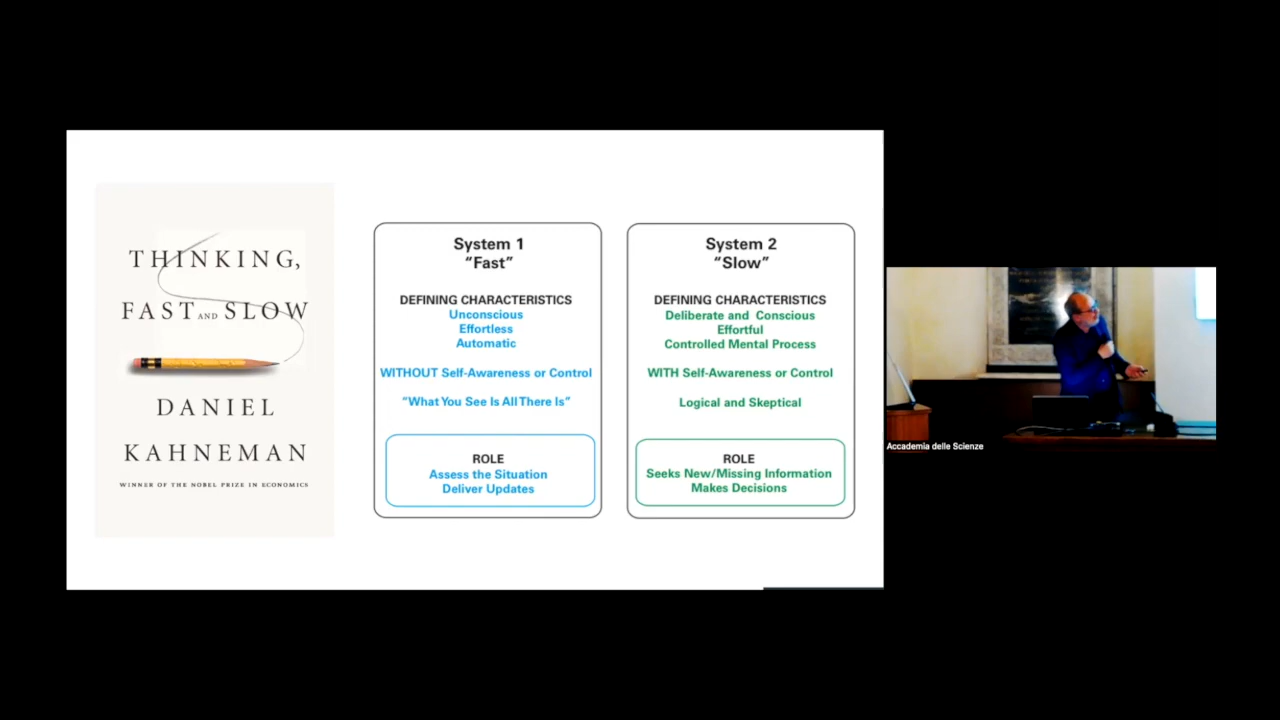 THINKING,
FAST AND SLOW
DANIEL
KAHNEMAN
WINNER OF THE NOBEL PRIZE IN ECONOMICS
System 1
“Fast”
DEFINING CHARACTERISTICS
Unconscious
Effortless
Automatic
WITHOUT Self-Awareness or Control
“What You See Is All There Is”
ROLE
Assess the Situation
Deliver Updates
System 2
“Slow”
DEFINING CHARACTERISTICS
Deliberate and Conscious
Effortful
Controlled Mental Process
WITH Self-Awareness or Control
Logical and Skeptical
ROLE
Seeks New/Missing Information
Makes Decisions
Accademia delle Scienze